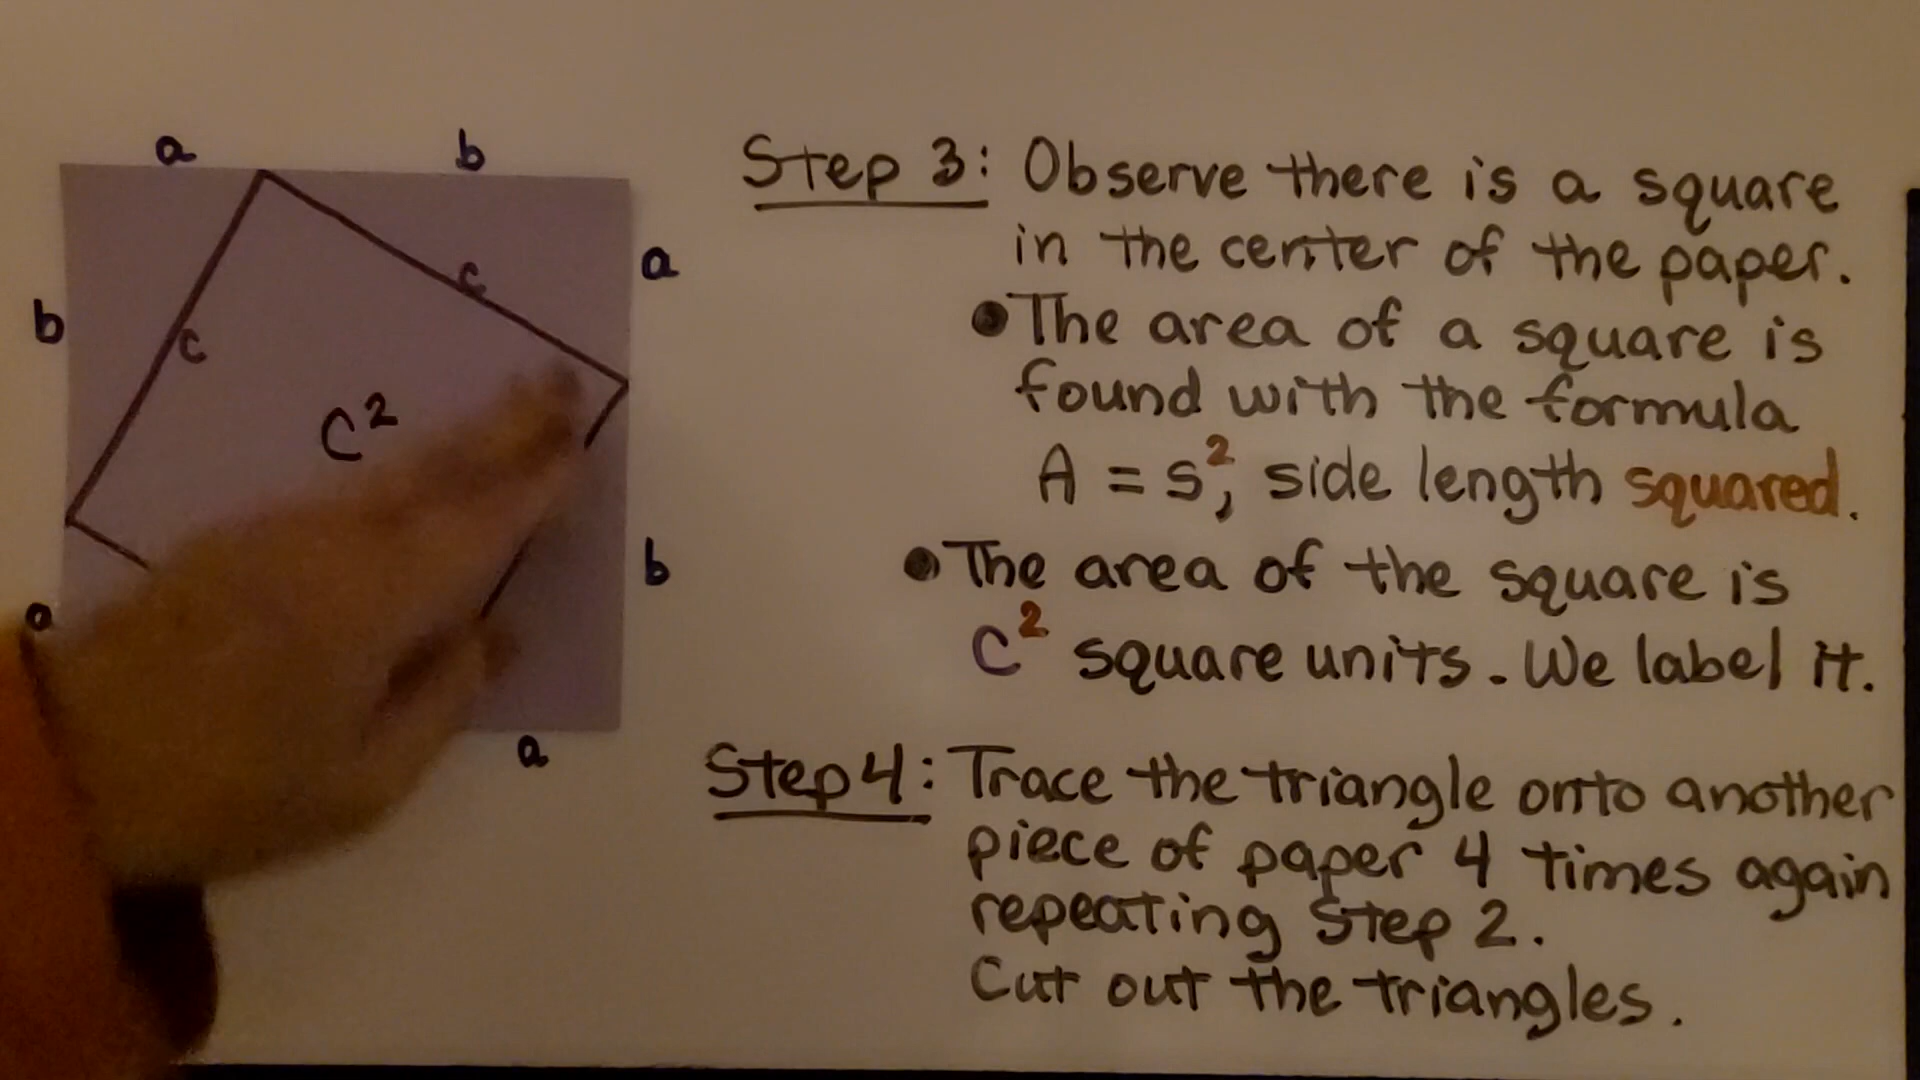 a b
a
b
c
c
c²
b
a
a
Step 3: Observe there is a square
in the center of the paper.
• The area of a square is
found with the formula
A = s², side length squared.
• The area of the square is
c² square units. We label it.
Step 4: Trace the triangle onto another
piece of paper 4 times again
repeating Step 2.
Cut out the triangles.